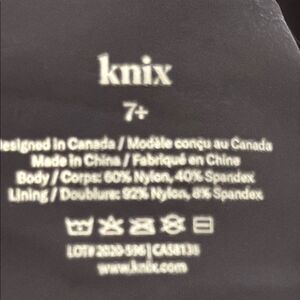 knix
7+
Designed in Canada / Modèle conçu au Canada
Made in China / Fabriqué en Chine
Body / Corps: 60% Nylon, 40% Spandex
Lining / Doublure: 92% Nylon, 8% Spandex
LOT# 2020-596 | CA58135
www.knix.com